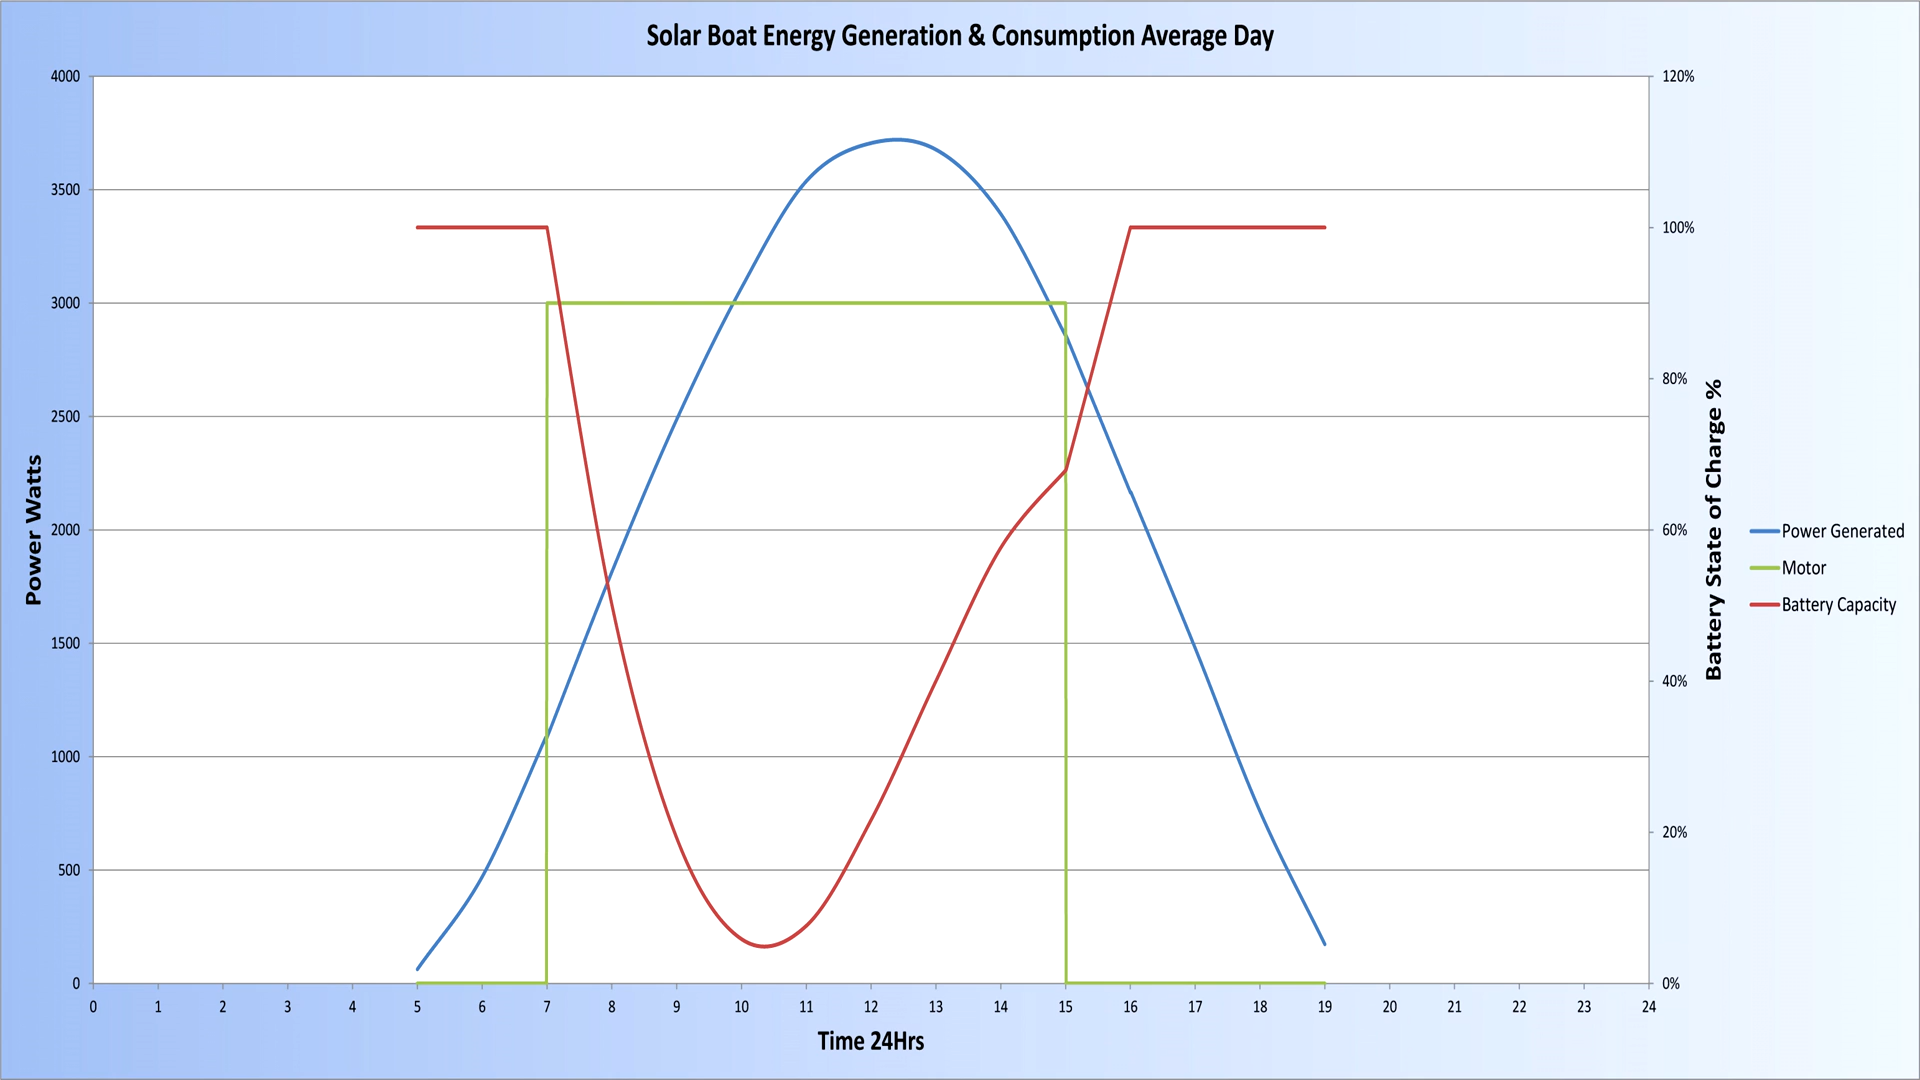 Solar Boat Energy Generation & Consumption Average Day
4000
3500
3000
2500
2000
1500
1000
500
0
Power Watts
120%
100%
80%
60%
40%
20%
0%
Battery State of Charge %
0 1 2 3 4 5 6 7 8 9 10 11 12 13 14 15 16 17 18 19 20 21 22 23 24
Time 24Hrs
Power Generated
Motor
Battery Capacity